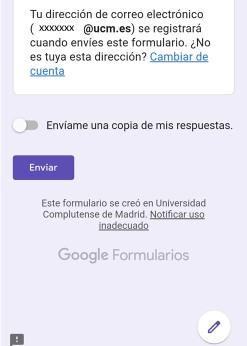 Tu dirección de correo electrónico
( xxxxxxx @ucm.es) se registrará
cuando envíes este formulario. ¿No
es tuya esta dirección? Cambiar de
cuenta
Envíame una copia de mis respuestas.
Enviar
Este formulario se creó en Universidad
Complutense de Madrid. Notificar uso
inadecuado
Google Formularios